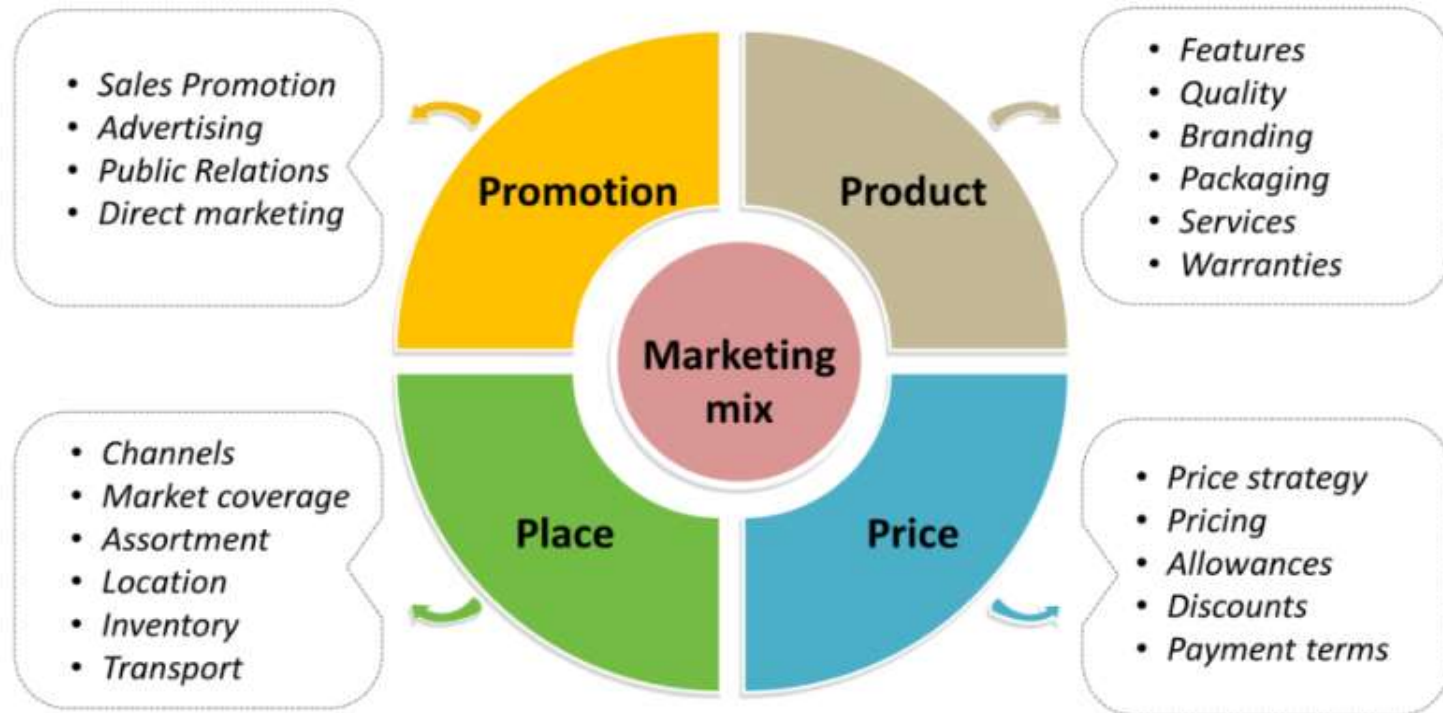 • Sales Promotion
• Advertising
• Public Relations
• Direct marketing
Promotion
Product
• Features
• Quality
• Branding
• Packaging
• Services
• Warranties
Marketing
mix
• Channels
• Market coverage
• Assortment
• Location
• Inventory
• Transport
Place
Price
• Price strategy
• Pricing
• Allowances
• Discounts
• Payment terms